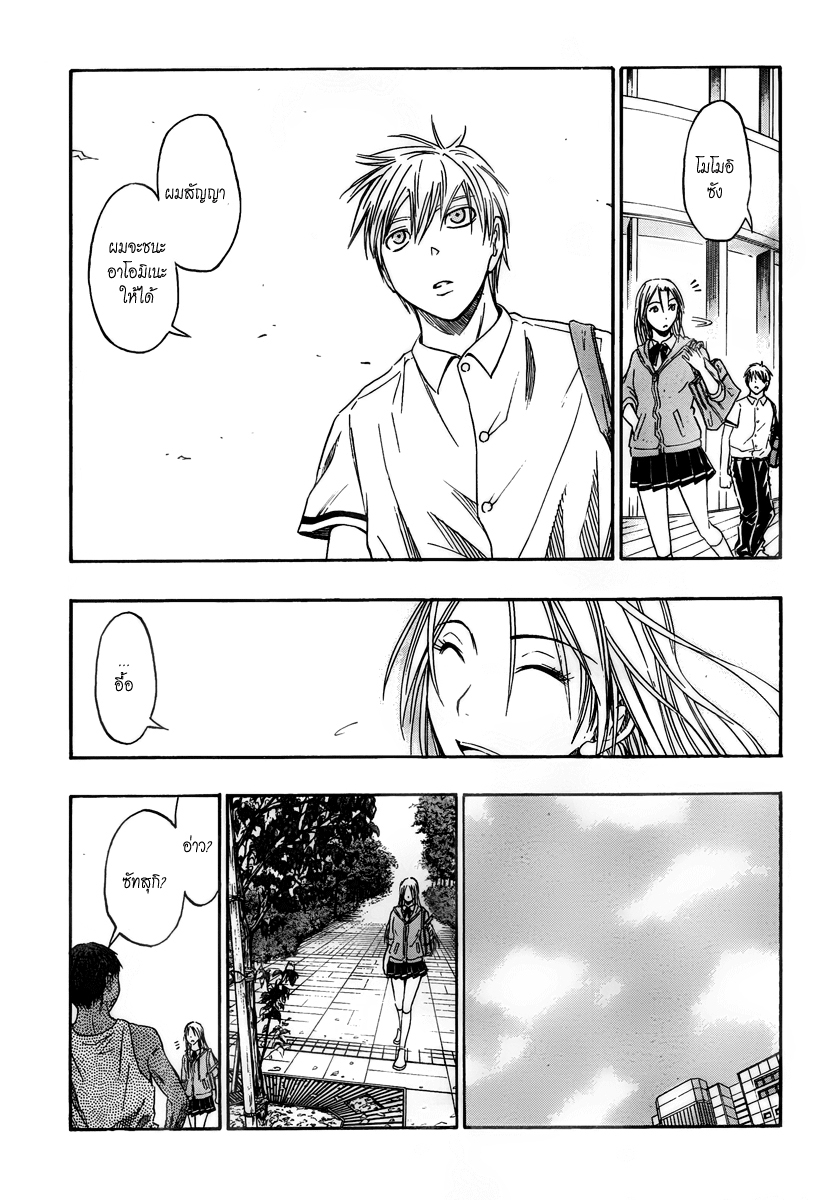 โมโมอิ
ซัง
ผมสัญญา
ผมจะชนะ
อาโอมิเนะ
ให้ได้
...
อื้อ
อ่าว?
ซัทสุกิ?